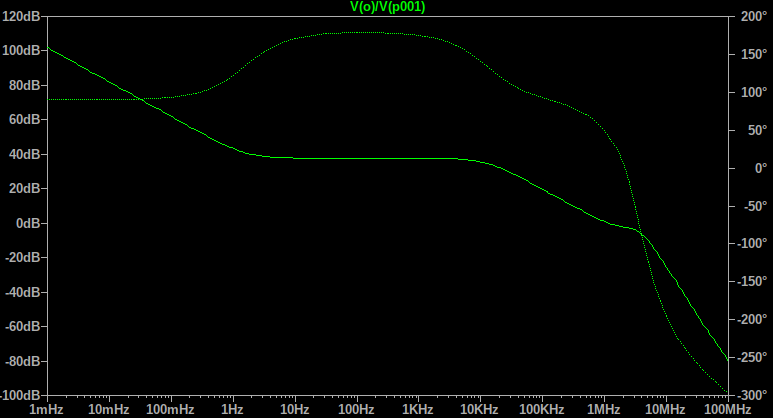 V(o)/V(p001)
120dB
100dB
80dB
60dB
40dB
20dB
0dB
-20dB
-40dB
-60dB
-80dB
-100dB
200°
150°
100°
50°
0°
-50°
-100°
-150°
-200°
-250°
-300°
1mHz 10mHz 100mHz 1Hz 10Hz 100Hz 1KHz 10KHz 100KHz 1MHz 10MHz 100MHz